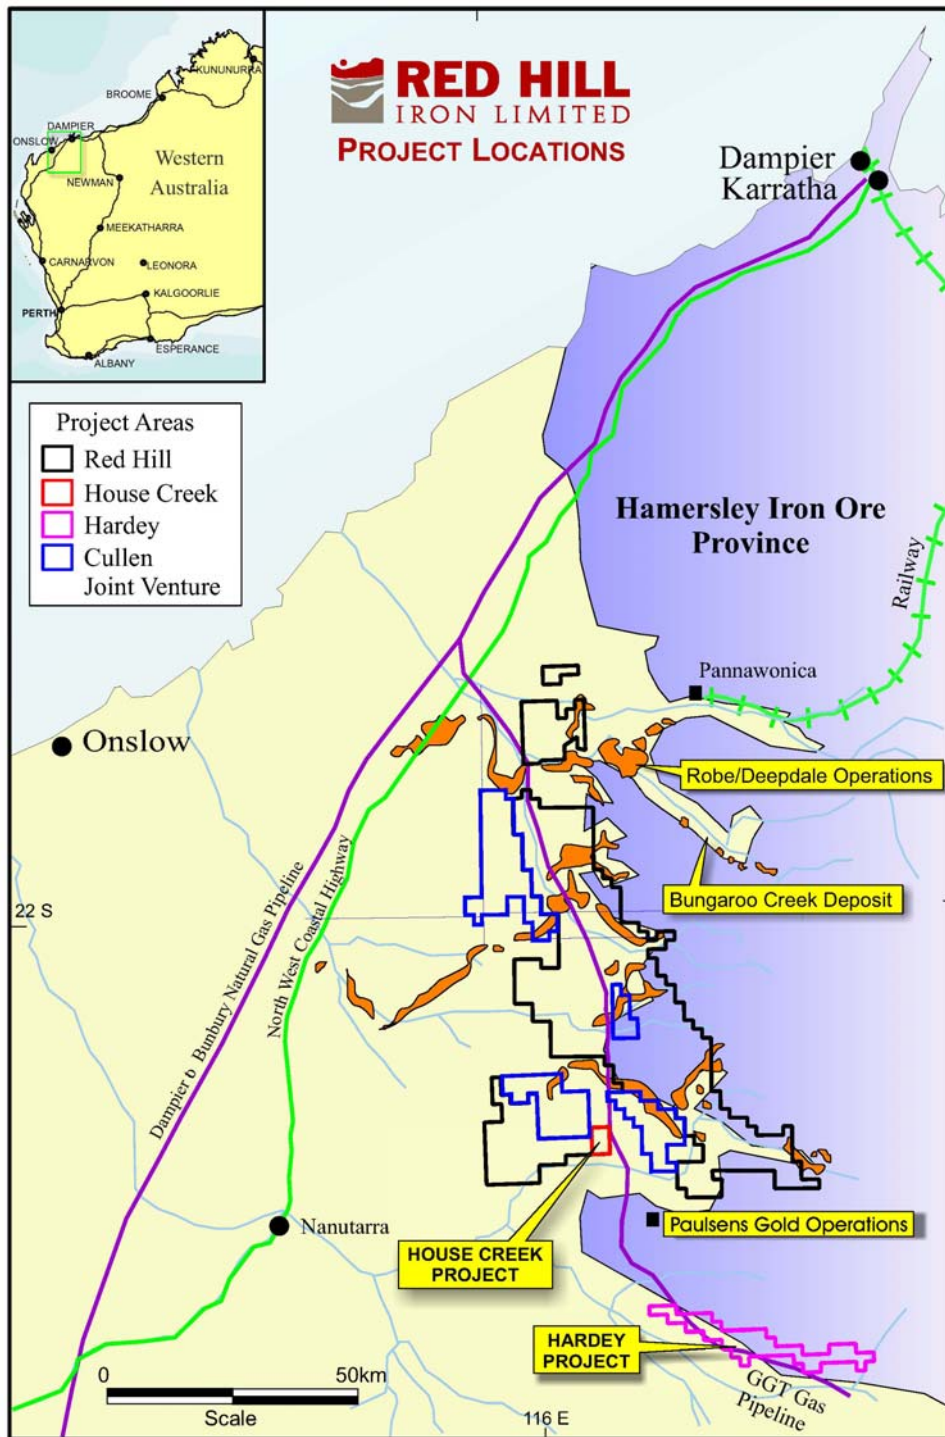 KUNUNURRA
BROOME
DAMPIER
ONSLOW
Western
Australia
NEWMAN
MEEKATHARRA
CARNARVON
LEONORA
KALGOORLIE
PERTH
ESPERANCE
ALBANY
RED HILL
IRON LIMITED
PROJECT LOCATIONS
Dampier
Karratha
Project Areas
Red Hill
House Creek
Hardey
Cullen
Joint Venture
Hamersley Iron Ore
Province
Railway
Pannawonica
Onslow
Robe/Deepdale Operations
Bungaroo Creek Deposit
22 S
Dampier to Bunbury Natural Gas Pipeline
North West Coastal Highway
Nanutarra
Paulsens Gold Operations
HOUSE CREEK
PROJECT
HARDEY
PROJECT
GGT Gas
Pipeline
0
50km
Scale
116 E